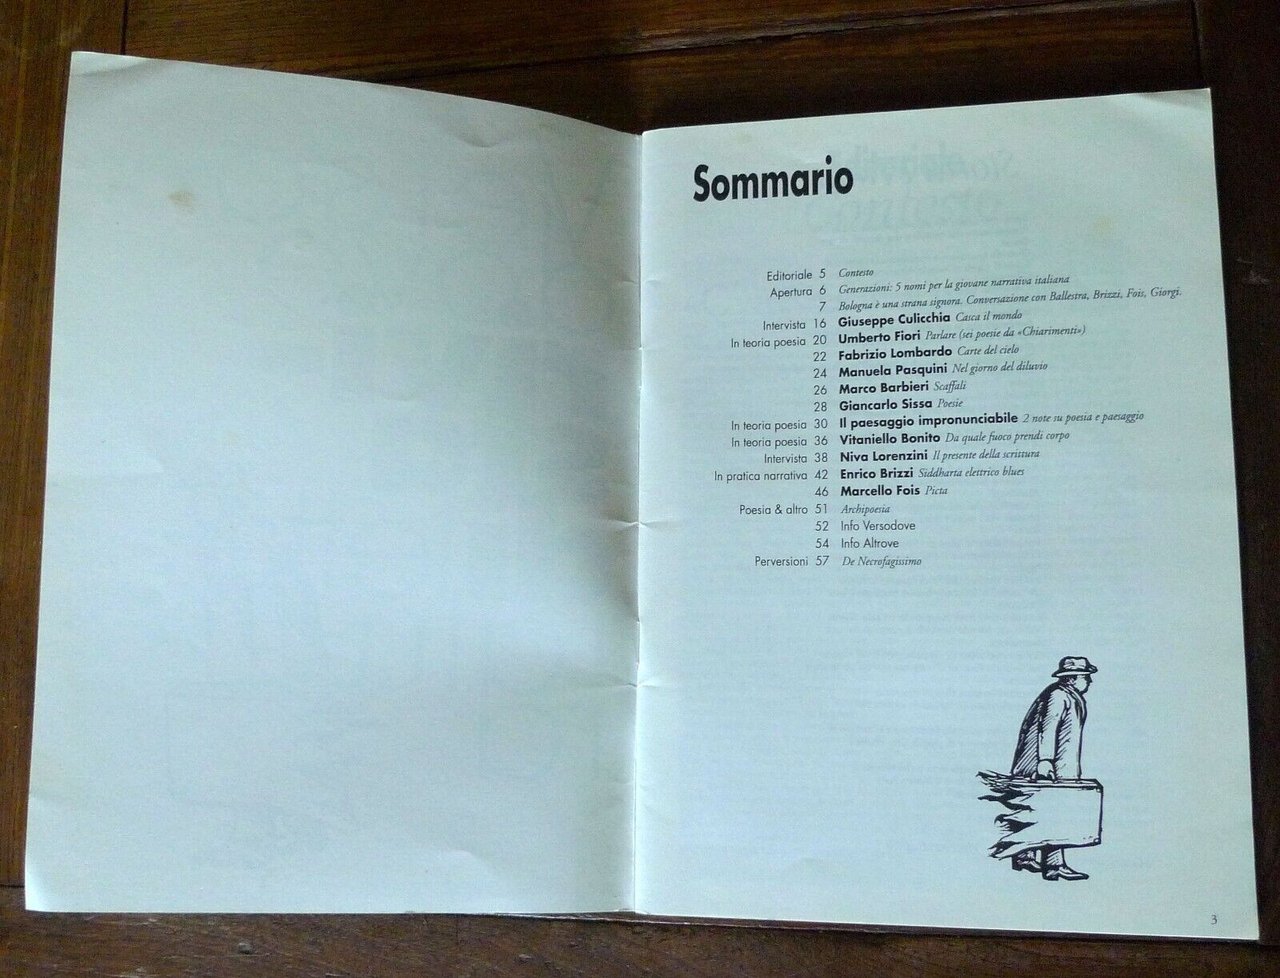 Sommario
Editoriale 5 Contesto
Apertura 6 Generazioni: 5 nomi per la giovane narrativa italiana
7 Bologna è una strana signora. Conversazione con Ballestra, Brizzi, Fois, Giorgi.
Intervista 16 Giuseppe Culicchia Casca il mondo
In teoria poesia 20 Umberto Fiori Parlare (sei poesie da «Chiarimenti»)
22 Fabrizio Lombardo Carte del cielo
24 Manuela Pasquini Nel giorno del diluvio
26 Marco Barbieri Scaffali
28 Giancarlo Sissa Poesie
In teoria poesia 30 Il paesaggio impronunciabile 2 note su poesia e paesaggio
In teoria poesia 36 Vitaniello Bonito Da quale fuoco prendi corpo
Intervista 38 Niva Lorenzini Il presente della scrittura
In pratica narrativa 42 Enrico Brizzi Siddharta elettrico blues
46 Marcello Fois Picta
Poesia & altro 51 Archipoesia
52 Info Versodove
54 Info Altrove
Perversioni 57 De Necrofagissimo
3